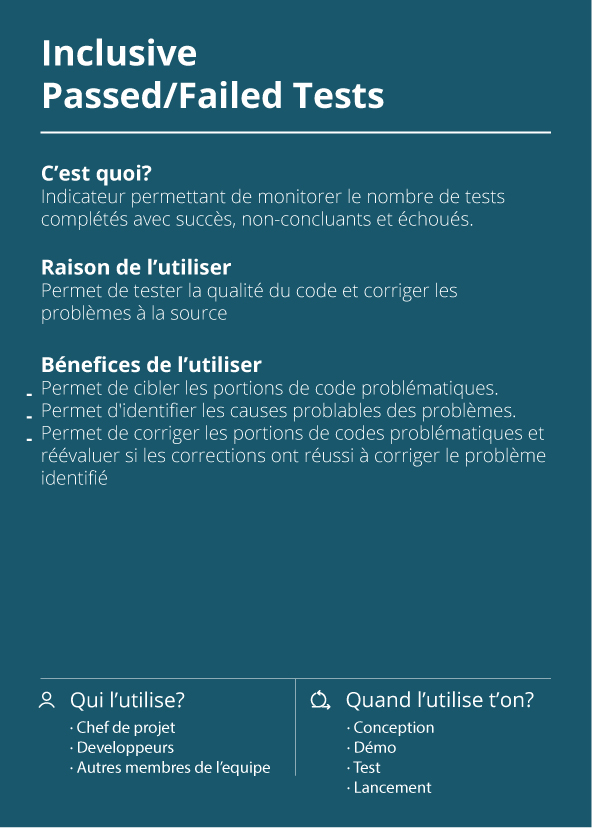 Inclusive
Passed/Failed Tests
C’est quoi?
Indicateur permettant de monitorer le nombre de tests
complétés avec succès, non-concluants et échoués.
Raison de l’utiliser
Permet de tester la qualité du code et corriger les
problèmes à la source
Bénefices de l’utiliser
- Permet de cibler les portions de code problématiques.
- Permet d'identifier les causes problables des problèmes.
- Permet de corriger les portions de codes problématiques et
réévaluer si les corrections ont réussi à corriger le problème
identifié
Qui l’utilise?
· Chef de projet
· Developpeurs
· Autres membres de l’equipe
Quand l’utilise t’on?
· Conception
· Démo
· Test
· Lancement